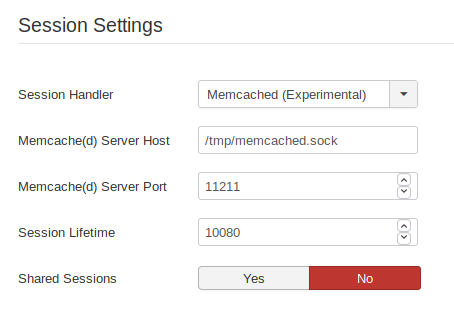 Session Settings
Session Handler Memcached (Experimental)
Memcache(d) Server Host /tmp/memcached.sock
Memcache(d) Server Port 11211
Session Lifetime 10080
Shared Sessions Yes No